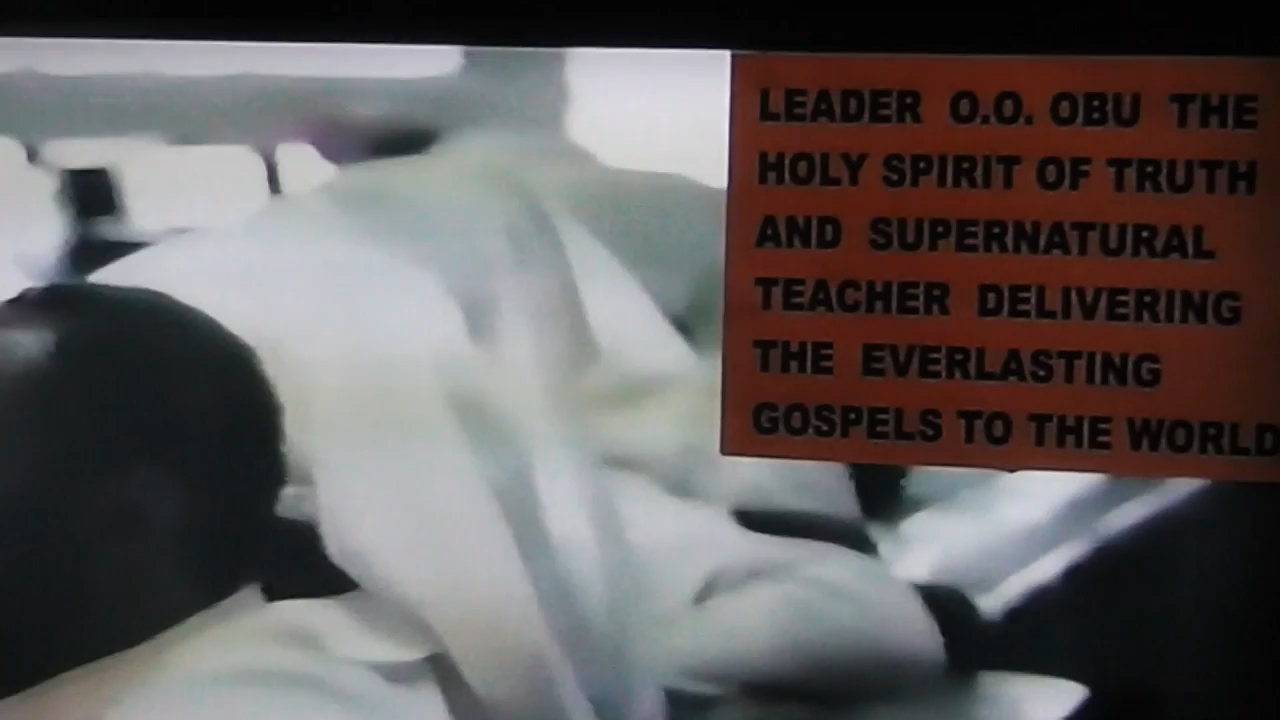 LEADER O.O. OBU THE
HOLY SPIRIT OF TRUTH
AND SUPERNATURAL
TEACHER DELIVERING
THE EVERLASTING
GOSPELS TO THE WORLD